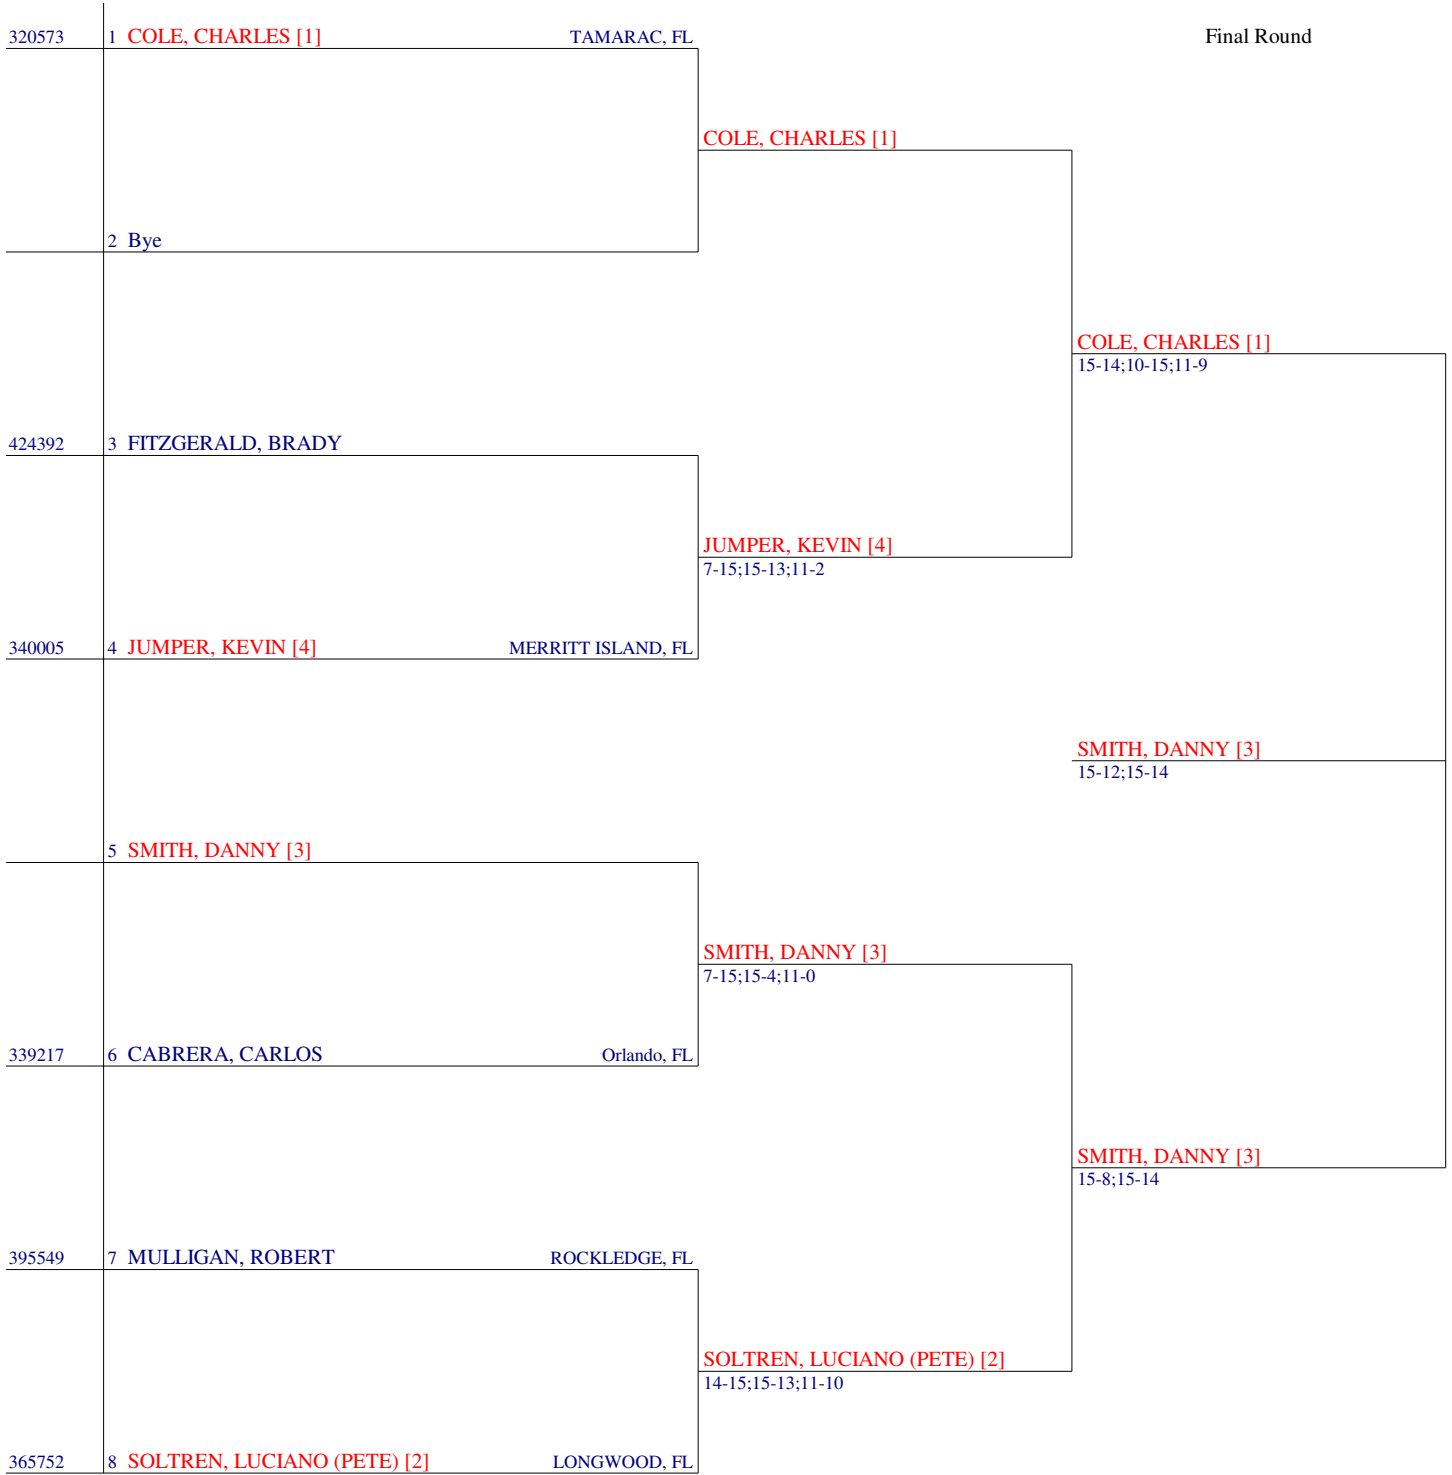 320573 1 COLE, CHARLES [1] TAMARAC, FL Final Round
COLE, CHARLES [1]
2 Bye
COLE, CHARLES [1]
15-14;10-15;11-9
424392 3 FITZGERALD, BRADY
JUMPER, KEVIN [4]
7-15;15-13;11-2
340005 4 JUMPER, KEVIN [4] MERRITT ISLAND, FL
SMITH, DANNY [3]
15-12;15-14
5 SMITH, DANNY [3]
SMITH, DANNY [3]
7-15;15-4;11-0
339217 6 CABRERA, CARLOS Orlando, FL
SMITH, DANNY [3]
15-8;15-14
395549 7 MULLIGAN, ROBERT ROCKLEDGE, FL
SOLTREN, LUCIANO (PETE) [2]
14-15;15-13;11-10
365752 8 SOLTREN, LUCIANO (PETE) [2] LONGWOOD, FL